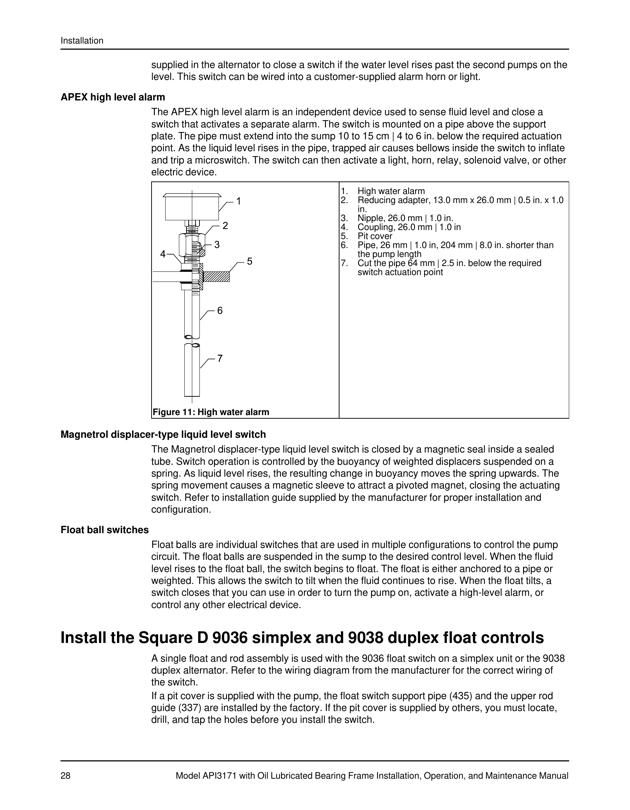 Installation
supplied in the alternator to close a switch if the water level rises past the second pumps on the
level. This switch can be wired into a customer-supplied alarm horn or light.
APEX high level alarm
The APEX high level alarm is an independent device used to sense fluid level and close a
switch that activates a separate alarm. The switch is mounted on a pipe above the support
plate. The pipe must extend into the sump 10 to 15 cm | 4 to 6 in. below the required actuation
point. As the liquid level rises in the pipe, trapped air causes bellows inside the switch to inflate
and trip a microswitch. The switch can then activate a light, horn, relay, solenoid valve, or other
electric device.
1
2
3
4
5
6
7
Figure 11: High water alarm
1. High water alarm
2. Reducing adapter, 13.0 mm x 26.0 mm | 0.5 in. x 1.0
in.
3. Nipple, 26.0 mm | 1.0 in.
4. Coupling, 26.0 mm | 1.0 in
5. Pit cover
6. Pipe, 26 mm | 1.0 in, 204 mm | 8.0 in. shorter than
the pump length
7. Cut the pipe 64 mm | 2.5 in. below the required
switch actuation point
Magnetrol displacer-type liquid level switch
The Magnetrol displacer-type liquid level switch is closed by a magnetic seal inside a sealed
tube. Switch operation is controlled by the buoyancy of weighted displacers suspended on a
spring. As liquid level rises, the resulting change in buoyancy moves the spring upwards. The
spring movement causes a magnetic sleeve to attract a pivoted magnet, closing the actuating
switch. Refer to installation guide supplied by the manufacturer for proper installation and
configuration.
Float ball switches
Float balls are individual switches that are used in multiple configurations to control the pump
circuit. The float balls are suspended in the sump to the desired control level. When the fluid
level rises to the float ball, the switch begins to float. The float is either anchored to a pipe or
weighted. This allows the switch to tilt when the fluid continues to rise. When the float tilts, a
switch closes that you can use in order to turn the pump on, activate a high-level alarm, or
control any other electrical device.
Install the Square D 9036 simplex and 9038 duplex float controls
A single float and rod assembly is used with the 9036 float switch on a simplex unit or the 9038
duplex alternator. Refer to the wiring diagram from the manufacturer for the correct wiring of
the switch.
If a pit cover is supplied with the pump, the float switch support pipe (435) and the upper rod
guide (337) are installed by the factory. If the pit cover is supplied by others, you must locate,
drill, and tap the holes before you install the switch.
28
Model API3171 with Oil Lubricated Bearing Frame Installation, Operation, and Maintenance Manual